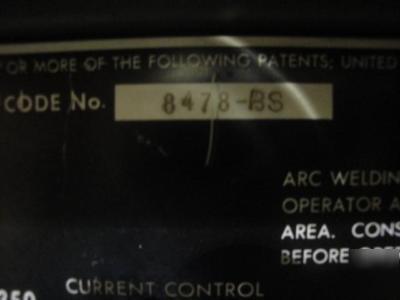 OR MORE OF THE FOLLOWING PATENTS; UNITED
CODE No. 8478-BS
ARC WELDIN
OPERATOR A
AREA. CONS
BEFORE
CURRENT CONTROL
250